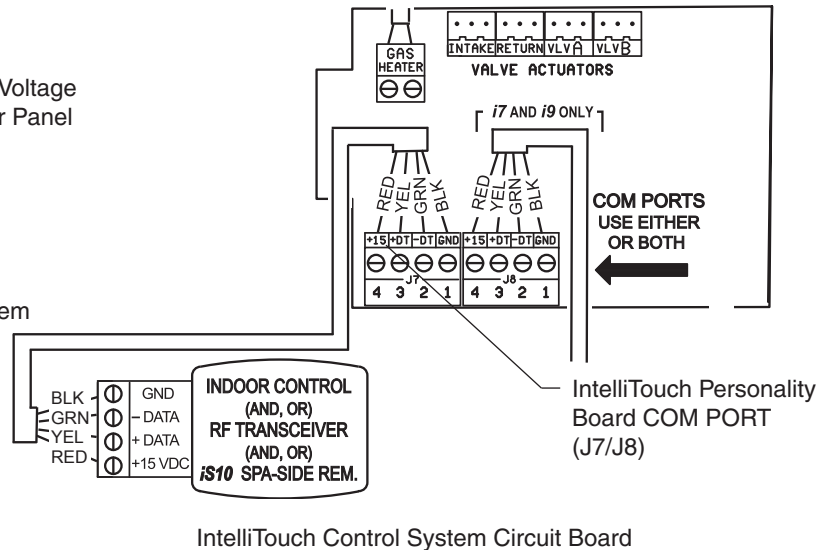 INTAKE RETURN VLVA VLVB
VALVE ACTUATORS
GAS
HEATER
Voltage
r Panel
i7 AND i9 ONLY
RED YEL GRN BLK
RED YEL GRN BLK
COM PORTS
USE EITHER
OR BOTH
+15 +DT -DT GND
+15 +DT -DT GND
J7
J8
4 3 2 1
4 3 2 1
em
BLK GND
GRN – DATA
YEL + DATA
RED +15 VDC
INDOOR CONTROL
(AND, OR)
RF TRANSCEIVER
(AND, OR)
iS10 SPA-SIDE REM.
IntelliTouch Personality
Board COM PORT
(J7/J8)
IntelliTouch Control System Circuit Board